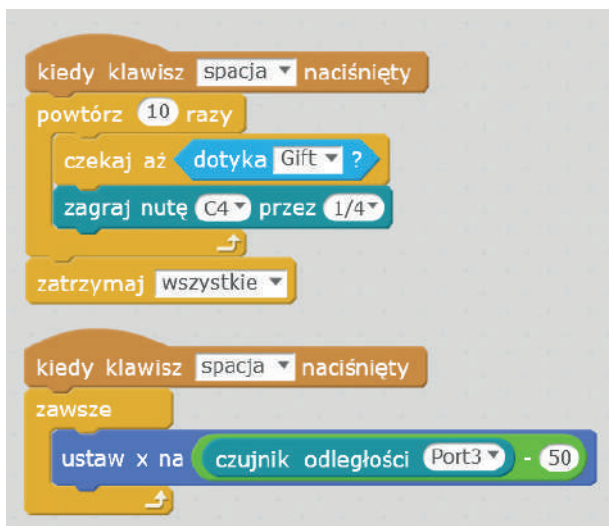 kiedy klawisz spacja naciśnięty
powtórz 10 razy
czekaj aż dotyka Gift ?
zagraj nutę C4 przez 1/4
zatrzymaj wszystkie
kiedy klawisz spacja naciśnięty
zawsze
ustaw x na czujnik odległości Port3 - 50